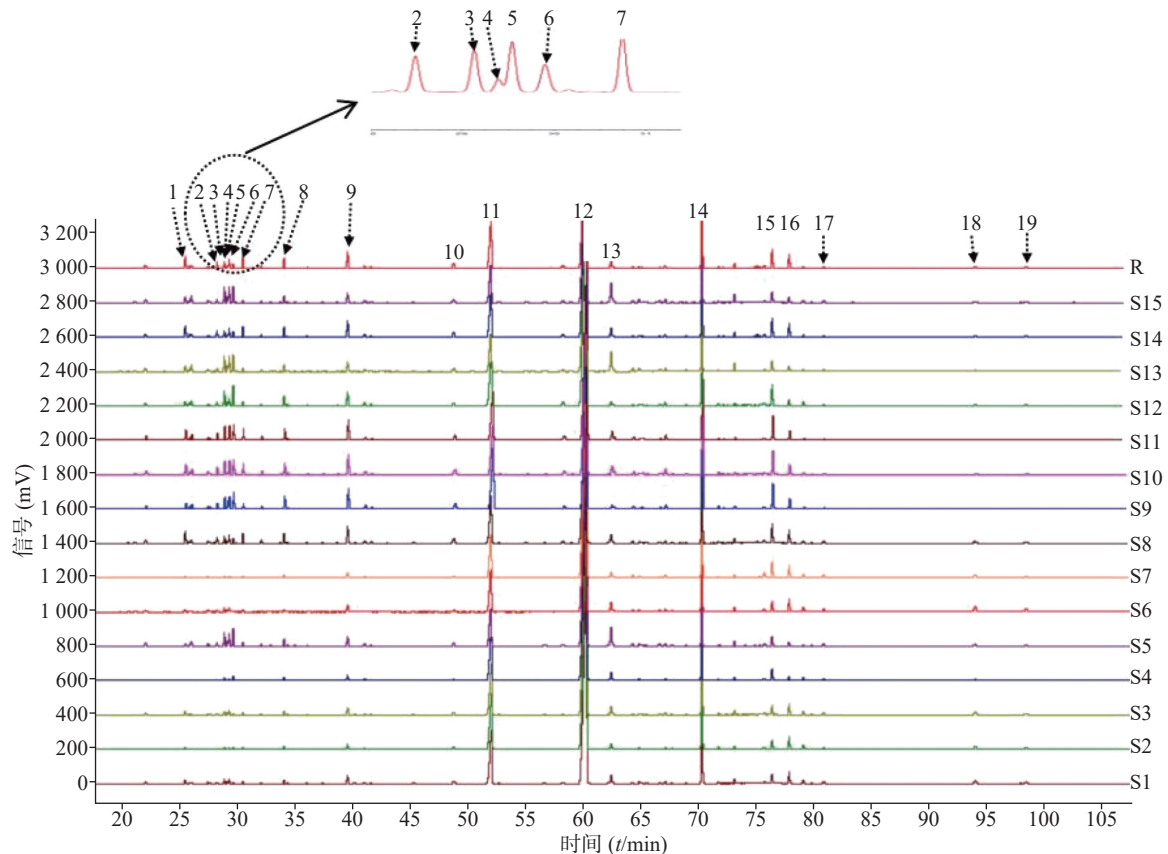 2 3 4 5 6 7
1 2 3 4 5 6 7 8 9 10 11 12 13 14 15 16 17 18 19
3 200
3 000 R
2 800 S15
2 600 S14
2 400 S13
2 200 S12
2 000 S11
1 800 S10
1 600 S9
1 400 S8
1 200 S7
1 000 S6
800 S5
600 S4
400 S3
200 S2
0 S1
信号 (mV)
20 25 30 35 40 45 50 55 60 65 70 75 80 85 90 95 100 105
时间 (t/min)